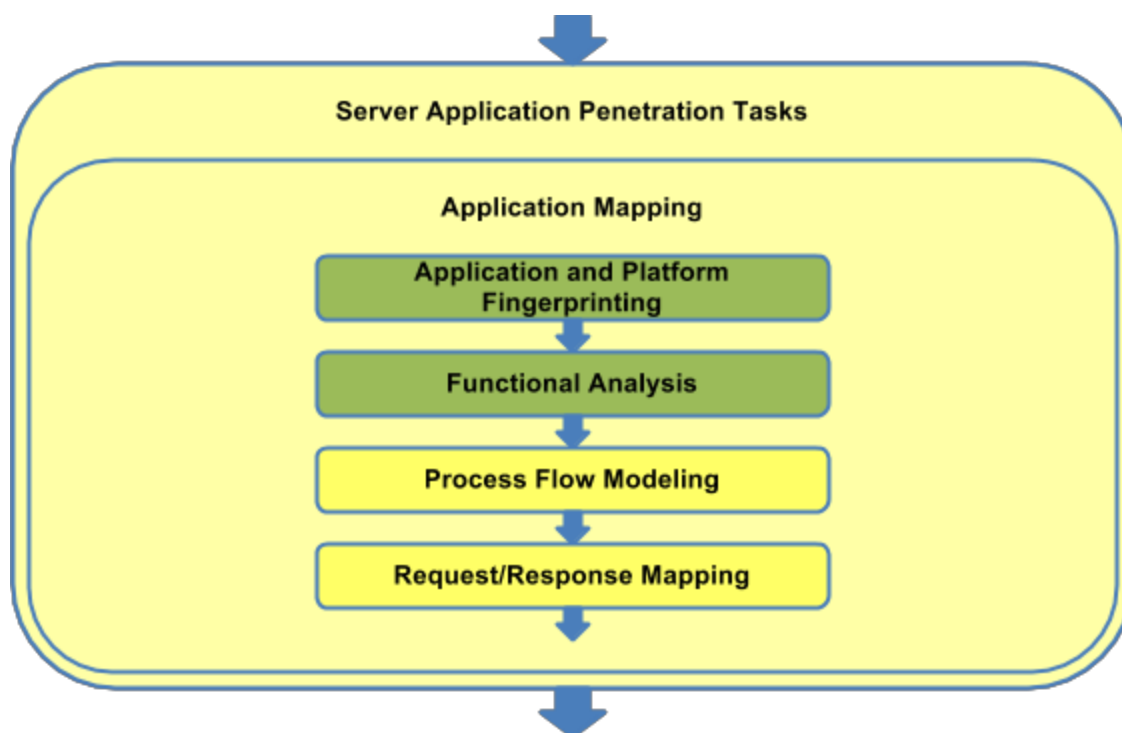 Server Application Penetration Tasks
Application Mapping
Application and Platform
Fingerprinting
Functional Analysis
Process Flow Modeling
Request/Response Mapping